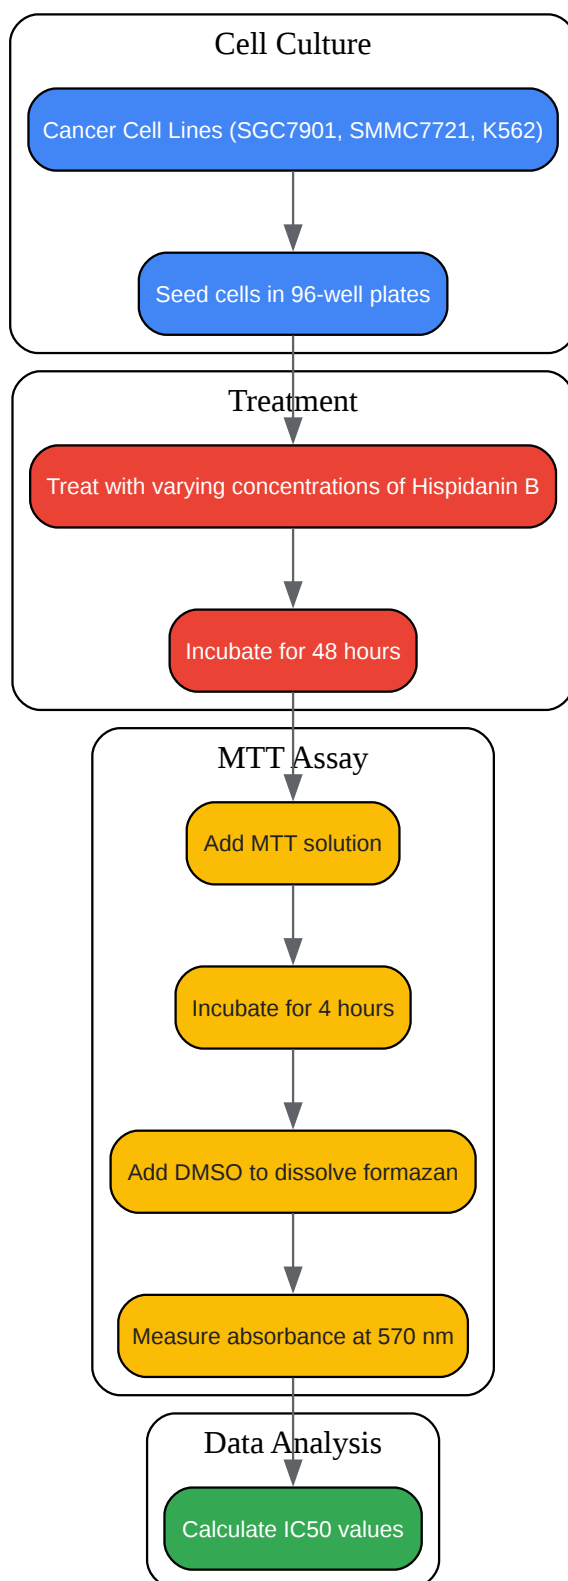 Cell Culture
Cancer Cell Lines (SGC7901, SMMC7721, K562)
Seed cells in 96-well plates
Treatment
Treat with varying concentrations of Hispidanin B
Incubate for 48 hours
MTT Assay
Add MTT solution
Incubate for 4 hours
Add DMSO to dissolve formazan
Measure absorbance at 570 nm
Data Analysis
Calculate IC50 values